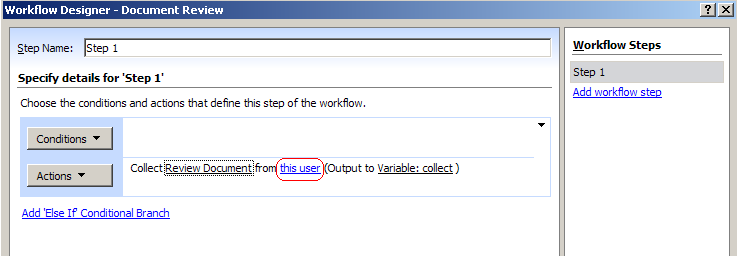 Workflow Designer - Document Review
Step Name: Step 1
Workflow Steps
Specify details for 'Step 1'
Step 1
Add workflow step
Choose the conditions and actions that define this step of the workflow.
Conditions
Collect Review Document from this user (Output to Variable: collect )
Actions
Add 'Else If' Conditional Branch